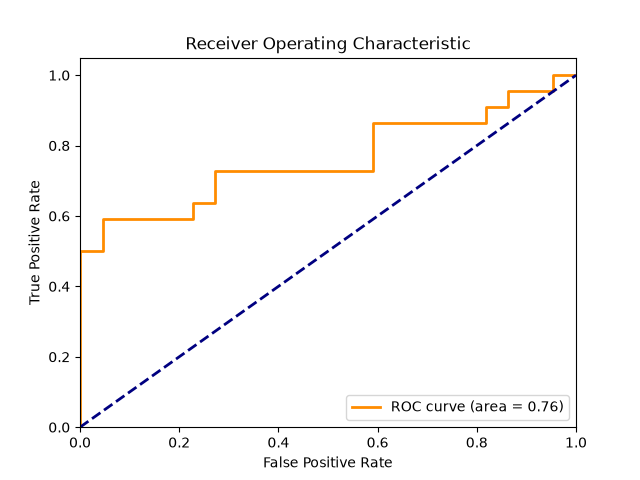 Receiver Operating Characteristic
1.0
0.8
0.6
0.4
0.2
0.0
True Positive Rate
ROC curve (area = 0.76)
0.0 0.2 0.4 0.6 0.8 1.0
False Positive Rate